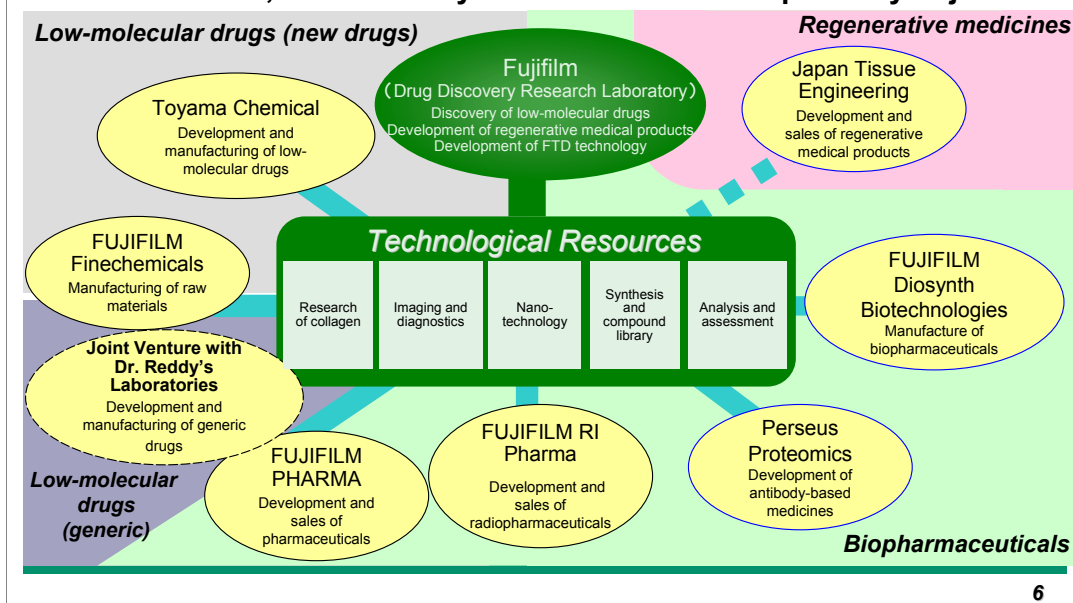 Low-molecular drugs (new drugs)
Regenerative medicines
Fujifilm
（Drug Discovery Research Laboratory）
Discovery of low-molecular drugs
Development of regenerative medical products
Development of FTD technology
Japan Tissue
Engineering
Development and
sales of regenerative
medical products
Toyama Chemical
Development and
manufacturing of low-
molecular drugs
Technological Resources
Research
of collagen
Imaging and
diagnostics
Nano-
technology
Synthesis
and
compound
library
Analysis and
assessment
FUJIFILM
Finechemicals
Manufacturing of raw
materials
FUJIFILM
Diosynth
Biotechnologies
Manufacture of
biopharmaceuticals
Joint Venture with
Dr. Reddy's
Laboratories
Development and
manufacturing of generic
drugs
FUJIFILM
PHARMA
Development and
sales of
pharmaceuticals
FUJIFILM RI
Pharma
Development and
sales of
radiopharmaceuticals
Perseus
Proteomics
Development of
antibody-based
medicines
Low-molecular
drugs
(generic)
Biopharmaceuticals
6